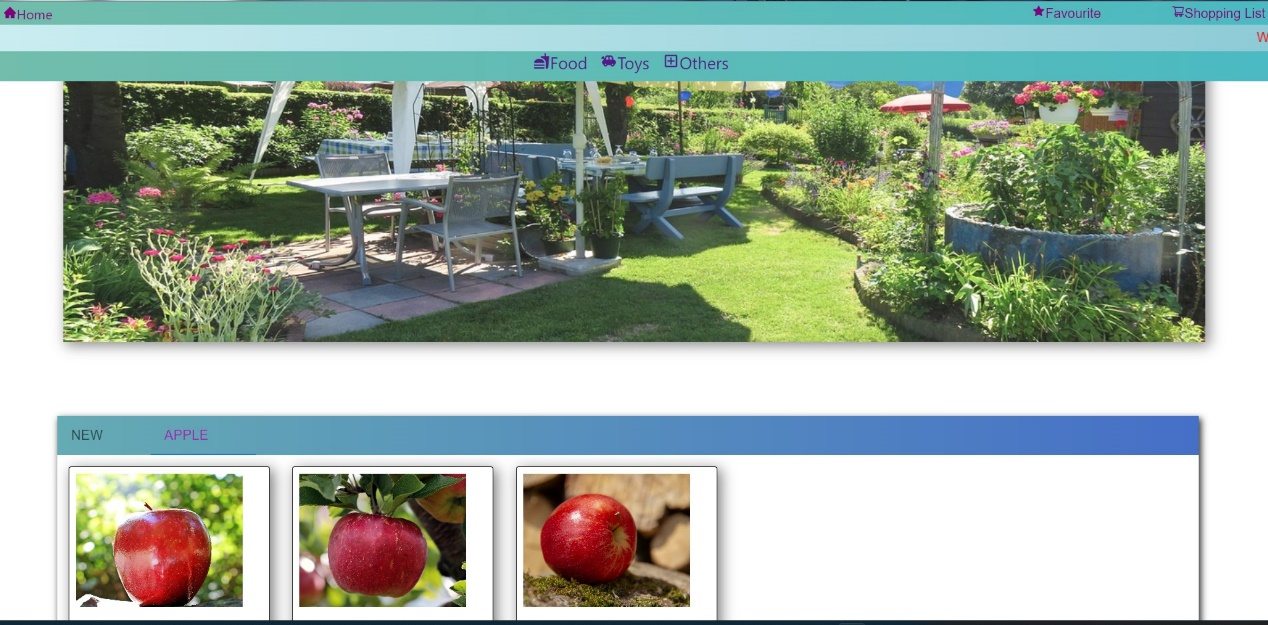 Home Favourite Shopping List
W
Food Toys Others
NEW APPLE